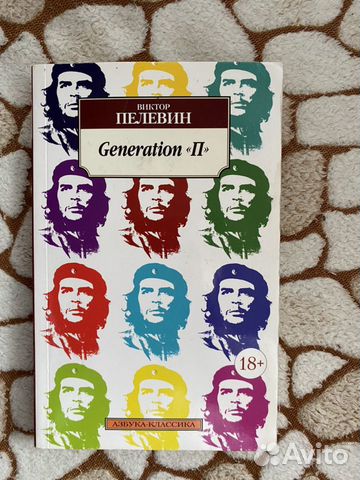 ВИКТОР
ПЕЛЕВИН
Generation «П»
18+
АЗБУКА-КЛАССИКА
Avito